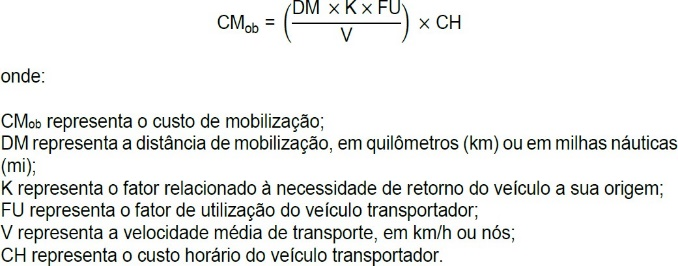 CMob = (DM × K × FU / V) × CH
onde:
CMob representa o custo de mobilização;
DM representa a distância de mobilização, em quilômetros (km) ou em milhas náuticas
(mi);
K representa o fator relacionado à necessidade de retorno do veículo a sua origem;
FU representa o fator de utilização do veículo transportador;
V representa a velocidade média de transporte, em km/h ou nós;
CH representa o custo horário do veículo transportador.